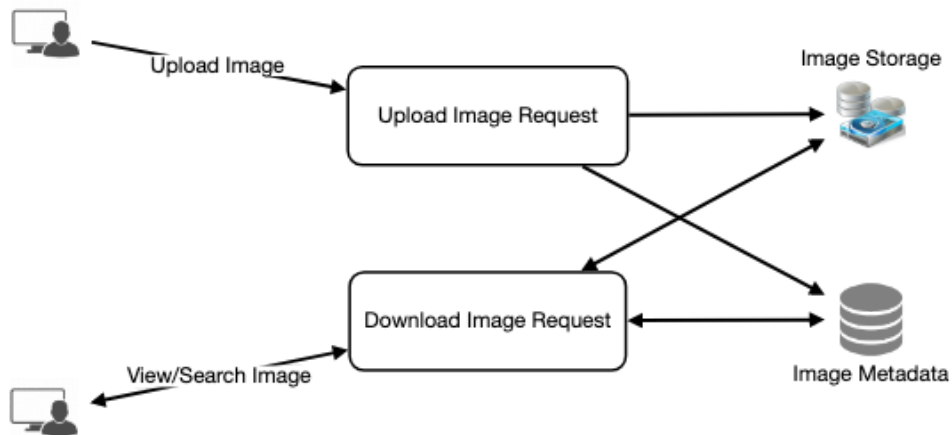 Upload Image
Image Storage
Upload Image Request
Download Image Request
View/Search Image
Image Metadata